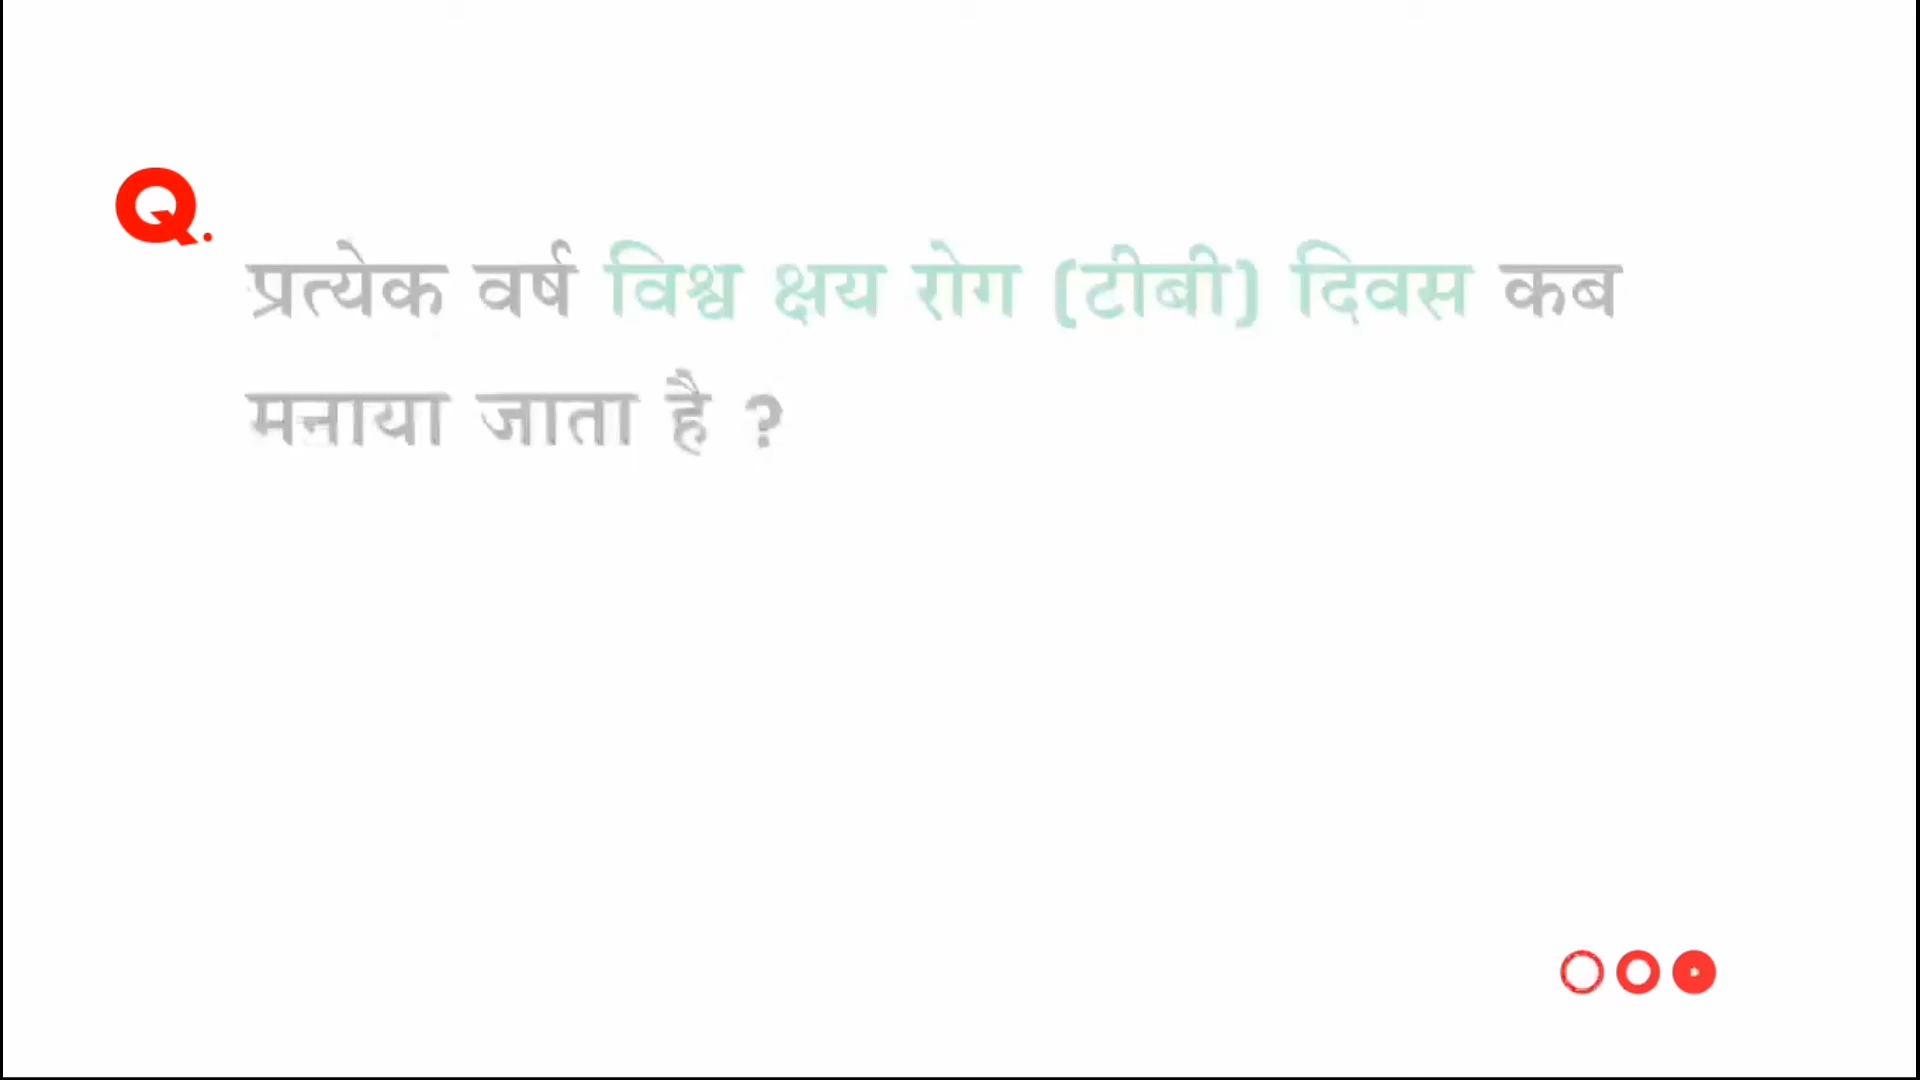 Q.
प्रत्येक वर्ष विश्व क्षय रोग (टीबी) दिवस कब
मनाया जाता है ?